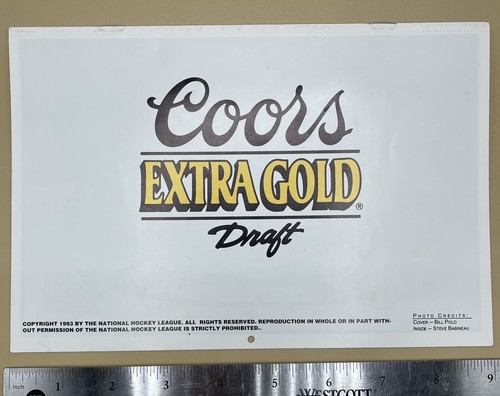 Coors
EXTRA GOLD®
Draft
COPYRIGHT 1993 BY THE NATIONAL HOCKEY LEAGUE. ALL RIGHTS RESERVED. REPRODUCTION IN WHOLE OR IN PART WITH-
OUT PERMISSION OF THE NATIONAL HOCKEY LEAGUE IS STRICTLY PROHIBITED..
PHOTO CREDITS:
COVER – BILL POLO
INSIDE – STEVE BABINEAU
inch 1 2 3 4 5 6 7 8 9
WESTCOTT